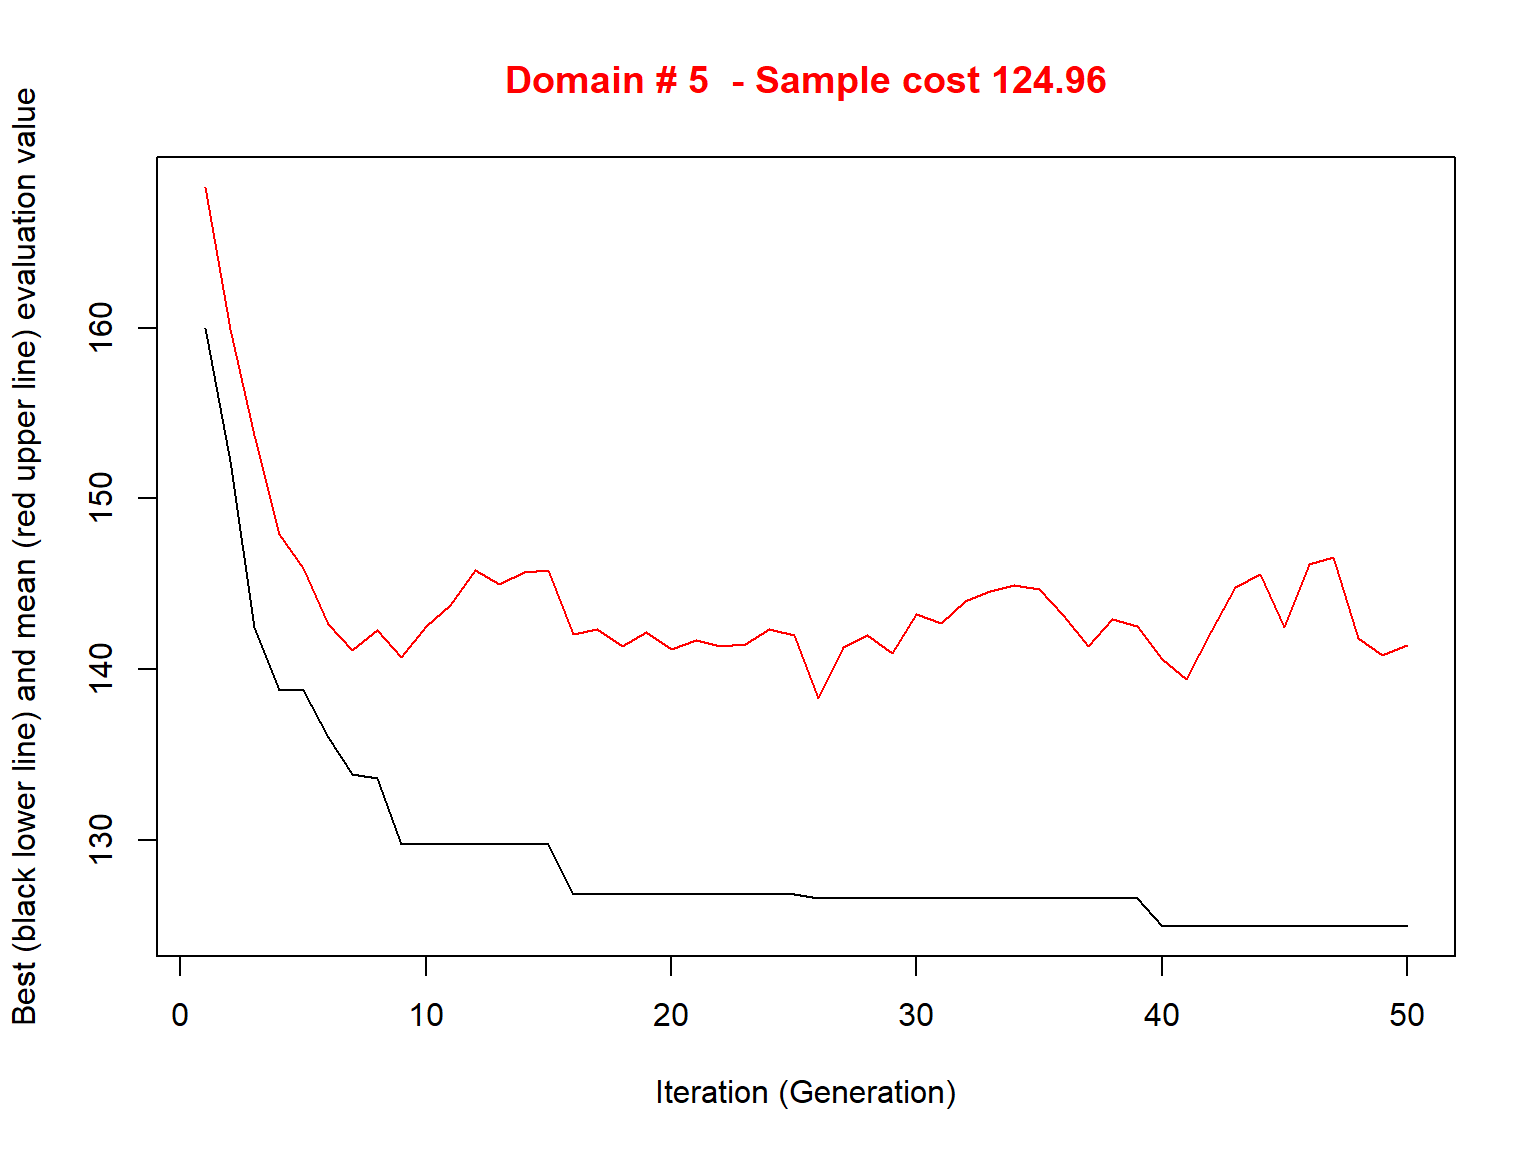 Domain # 5  - Sample cost 124.96
Best (black lower line) and mean (red upper line) evaluation value
160
150
140
130
0 10 20 30 40 50
Iteration (Generation)